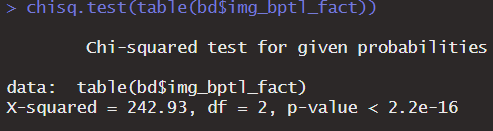 > chisq.test(table(bd$img_bptl_fact))
Chi-squared test for given probabilities
data:  table(bd$img_bptl_fact)
X-squared = 242.93, df = 2, p-value < 2.2e-16